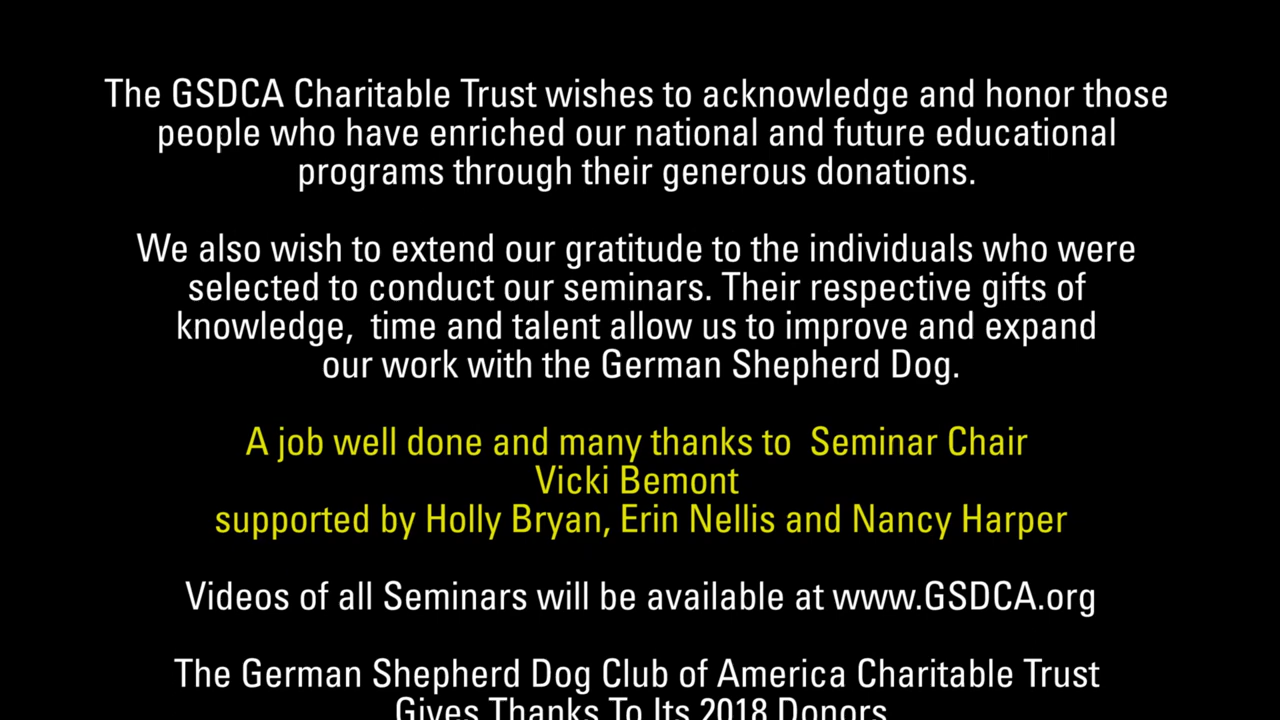 The GSDCA Charitable Trust wishes to acknowledge and honor those
people who have enriched our national and future educational
programs through their generous donations.
We also wish to extend our gratitude to the individuals who were
selected to conduct our seminars. Their respective gifts of
knowledge,  time and talent allow us to improve and expand
our work with the German Shepherd Dog.
A job well done and many thanks to  Seminar Chair
Vicki Bemont
supported by Holly Bryan, Erin Nellis and Nancy Harper
Videos of all Seminars will be available at www.GSDCA.org
The German Shepherd Dog Club of America Charitable Trust
Gives Thanks To Its 2018 Donors